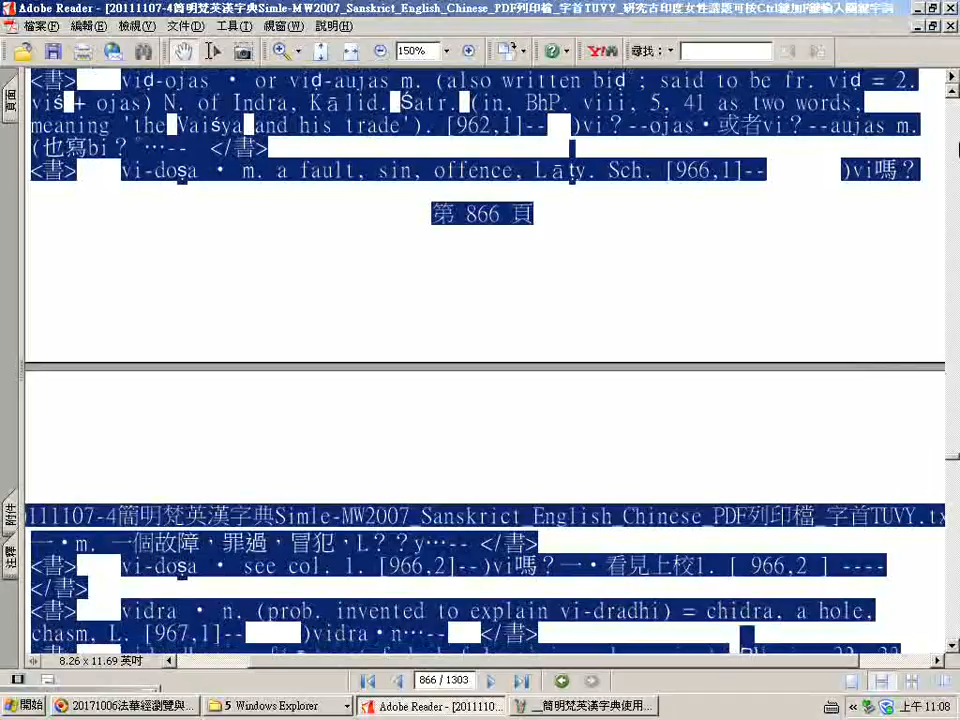 Adobe Reader - [20111107-4簡明梵英漢字典Simle-MW2007_Sanskrict_English_Chinese_PDF列印檔_字首TUVY_研究古印度女性議題可按Ctrl鍵加F鍵輸入關鍵字詞
檔案(F) 編輯(E) 檢視(V) 文件(D) 工具(T) 視窗(W) 說明(H)
150% 尋找：
頁面
<書> viḍ-ojas · or viḍ-aujas m. (also written biḍ°; said to be fr. viḍ = 2.
viś + ojas) N. of Indra, Kālid. Śatr. (in, BhP. viii, 5, 41 as two words,
meaning 'the Vaiśya and his trade'). [962,1]-- )vi？--ojas·或者vi？--aujas m.
(也寫bi？°…-- </書>
<書> vi-doṣa · m. a fault, sin, offence, Lāṭy. Sch. [966,1]-- )vi嗎？
第 866 頁
附件
注釋
0111107-4簡明梵英漢字典Simle-MW2007_Sanskrict_English_Chinese_PDF列印檔_字首TUVY.tx
一·m. 一個故障，罪過，冒犯，L？？y…-- </書>
<書> vi-doṣa · see col. 1. [966,2]--)vi嗎？一·看見上校1. [ 966,2 ] ----
</書>
<書> vidra · n. (prob. invented to explain vi-dradhi) = chidra, a hole,
chasm, L. [967,1]-- )vidra·n…-- </書>
8.26 x 11.69 英吋
866 / 1303
開始 20171006法華經瀏覽與... 5 Windows Explorer Adobe Reader - [2011110... __簡明梵英漢字典使用... 上午 11:08